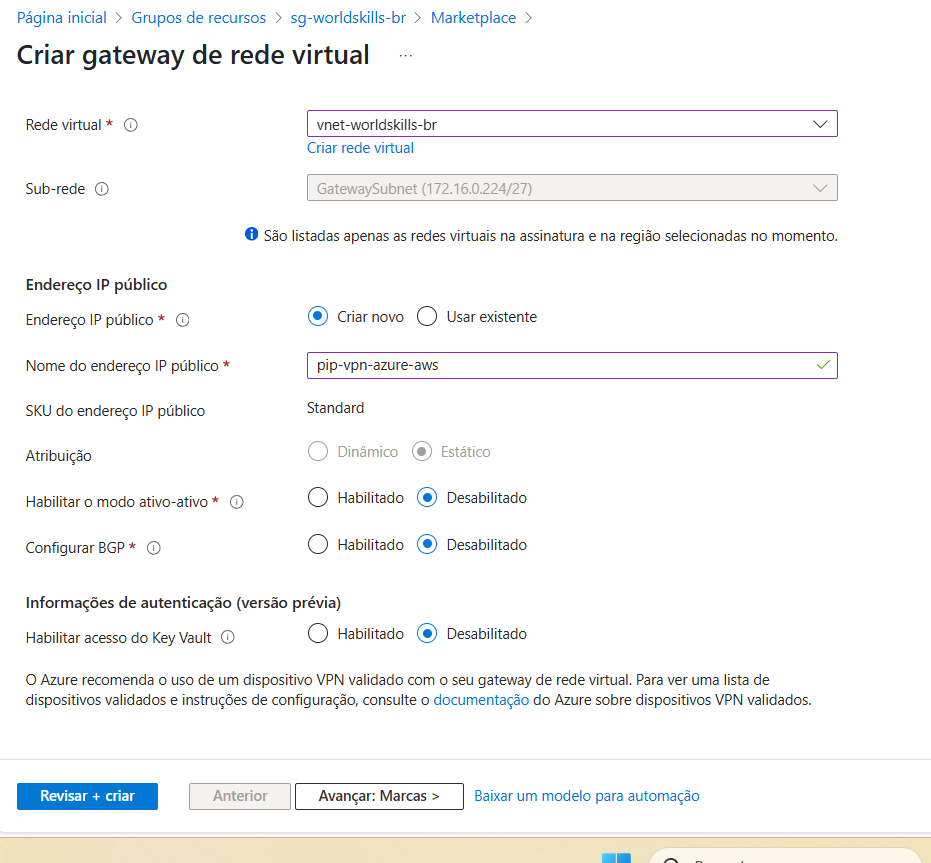 Página inicial > Grupos de recursos > sg-worldskills-br > Marketplace >
Criar gateway de rede virtual ...
Rede virtual * vnet-worldskills-br
Criar rede virtual
Sub-rede GatewaySubnet (172.16.0.224/27)
São listadas apenas as redes virtuais na assinatura e na região selecionadas no momento.
Endereço IP público
Endereço IP público * Criar novo Usar existente
Nome do endereço IP público * pip-vpn-azure-aws
SKU do endereço IP público Standard
Atribuição Dinâmico Estático
Habilitar o modo ativo-ativo * Habilitado Desabilitado
Configurar BGP * Habilitado Desabilitado
Informações de autenticação (versão prévia)
Habilitar acesso do Key Vault Habilitado Desabilitado
O Azure recomenda o uso de um dispositivo VPN validado com o seu gateway de rede virtual. Para ver uma lista de
dispositivos validados e instruções de configuração, consulte o documentação do Azure sobre dispositivos VPN validados.
Revisar + criar Anterior Avançar: Marcas > Baixar um modelo para automação